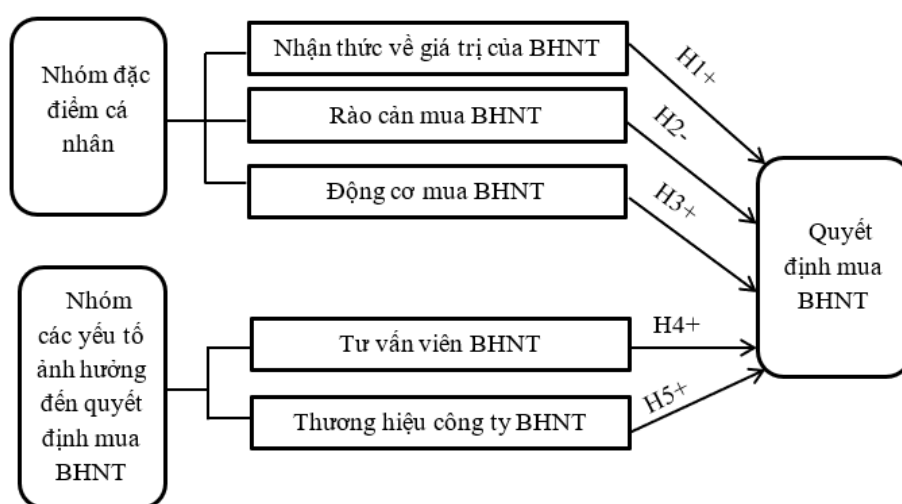 Nhóm đặc
điểm cá
nhân
Nhận thức về giá trị của BHNT
Rào cản mua BHNT
Động cơ mua BHNT
H1+
H2-
H3+
Quyết
định mua
BHNT
Nhóm
các yếu tố
ảnh hưởng
đến quyết
định mua
BHNT
Tư vấn viên BHNT
Thương hiệu công ty BHNT
H4+
H5+